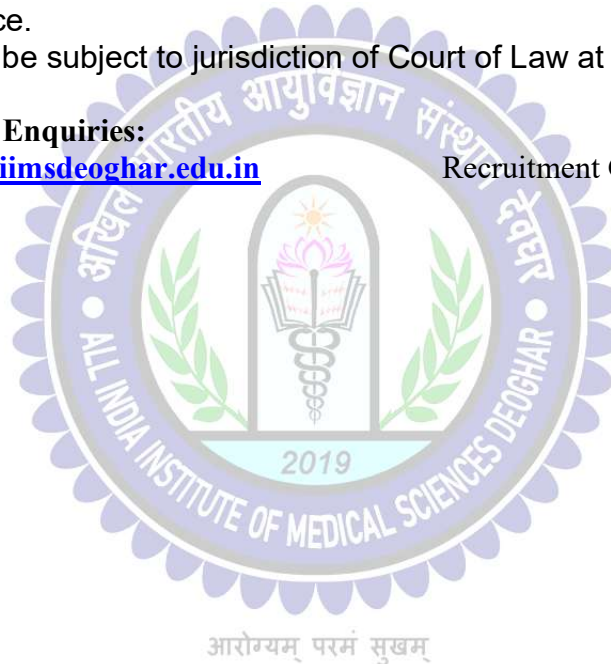 ce.
be subject to jurisdiction of Court of Law at
Enquiries:
iimsdeoghar.edu.in Recruitment
अखिल भारतीय आयुर्विज्ञान संस्थान देवघर
2019
ALL INDIA INSTITUTE OF MEDICAL SCIENCES DEOGHAR
आरोग्यम् परमं सुखम्